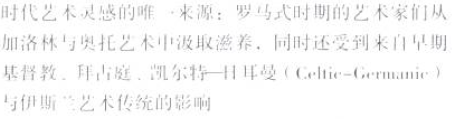 时代艺术灵感的唯一来源；罗马式时期的艺术家们从
加洛林与奥托艺术中汲取滋养，同时还受到来自早期
基督教、拜占庭、凯尔特—日耳曼（Celtic-Germanic）
与伊斯兰艺术传统的影响